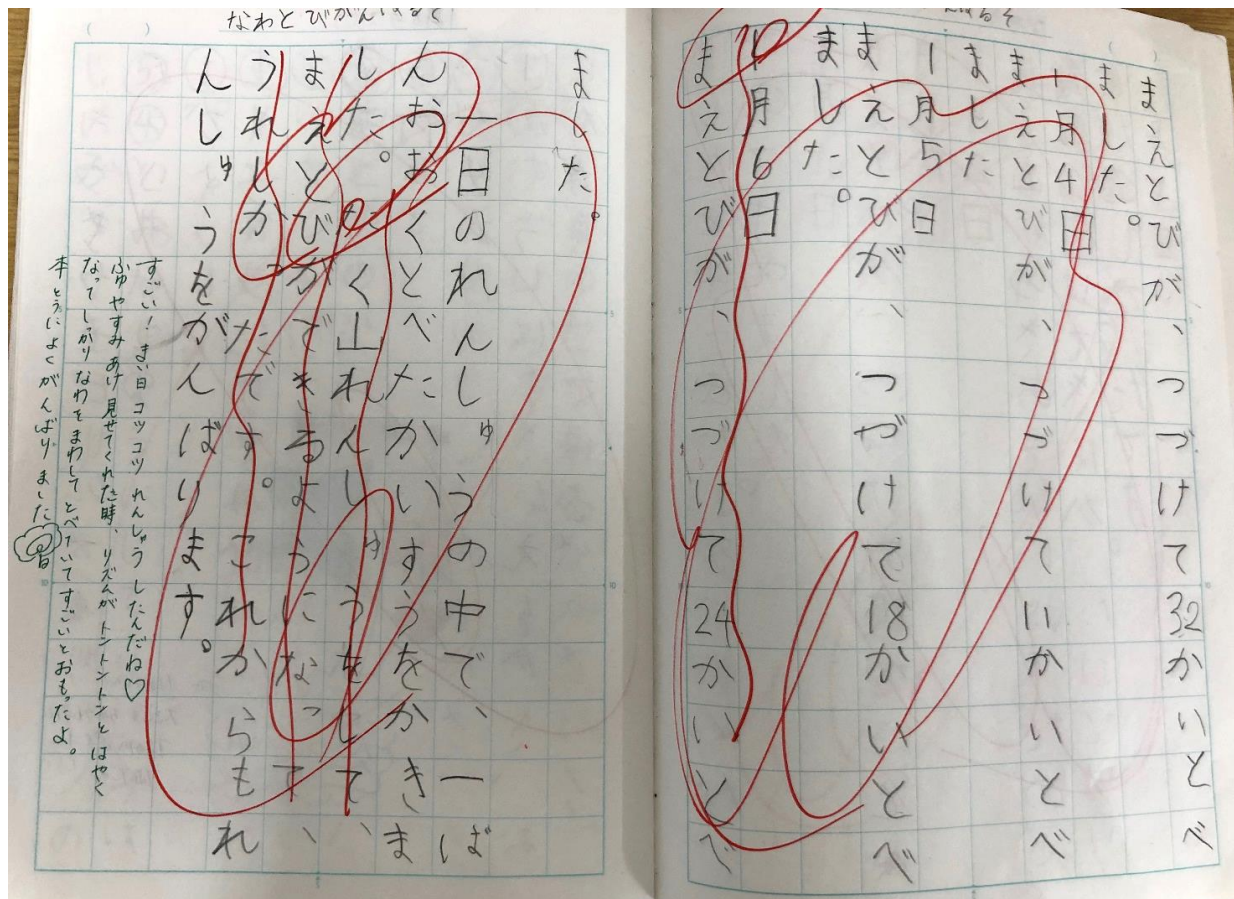 んばるぞ
まえとびが、つづけて32かいとべ
ました。
1月4日
まえとびが、つづけて11かいとべ
ました
1月5日
まえとびが、つづけて18かいとべ
ました。
1月6日
まえとびが、つづけて24かいとべ
なわとびがんばるぞ
ました。
一日のれんしゅうの中で、一ば
んおおくとべたかいすうをかきま
した。たく山れんしゅうをして、
まえとびができるようになって、
うれしかったです。これからもれ
んしゅうをがんばります。
すごい!まい日コツコツれんしゅうしたんだね♡
ふゆやすみあけ見せてくれた時、リズムがトントントンとはやく
なってしっかりなわをまわしてとべていてすごいとおもったよ。
本とうによくがんばりました